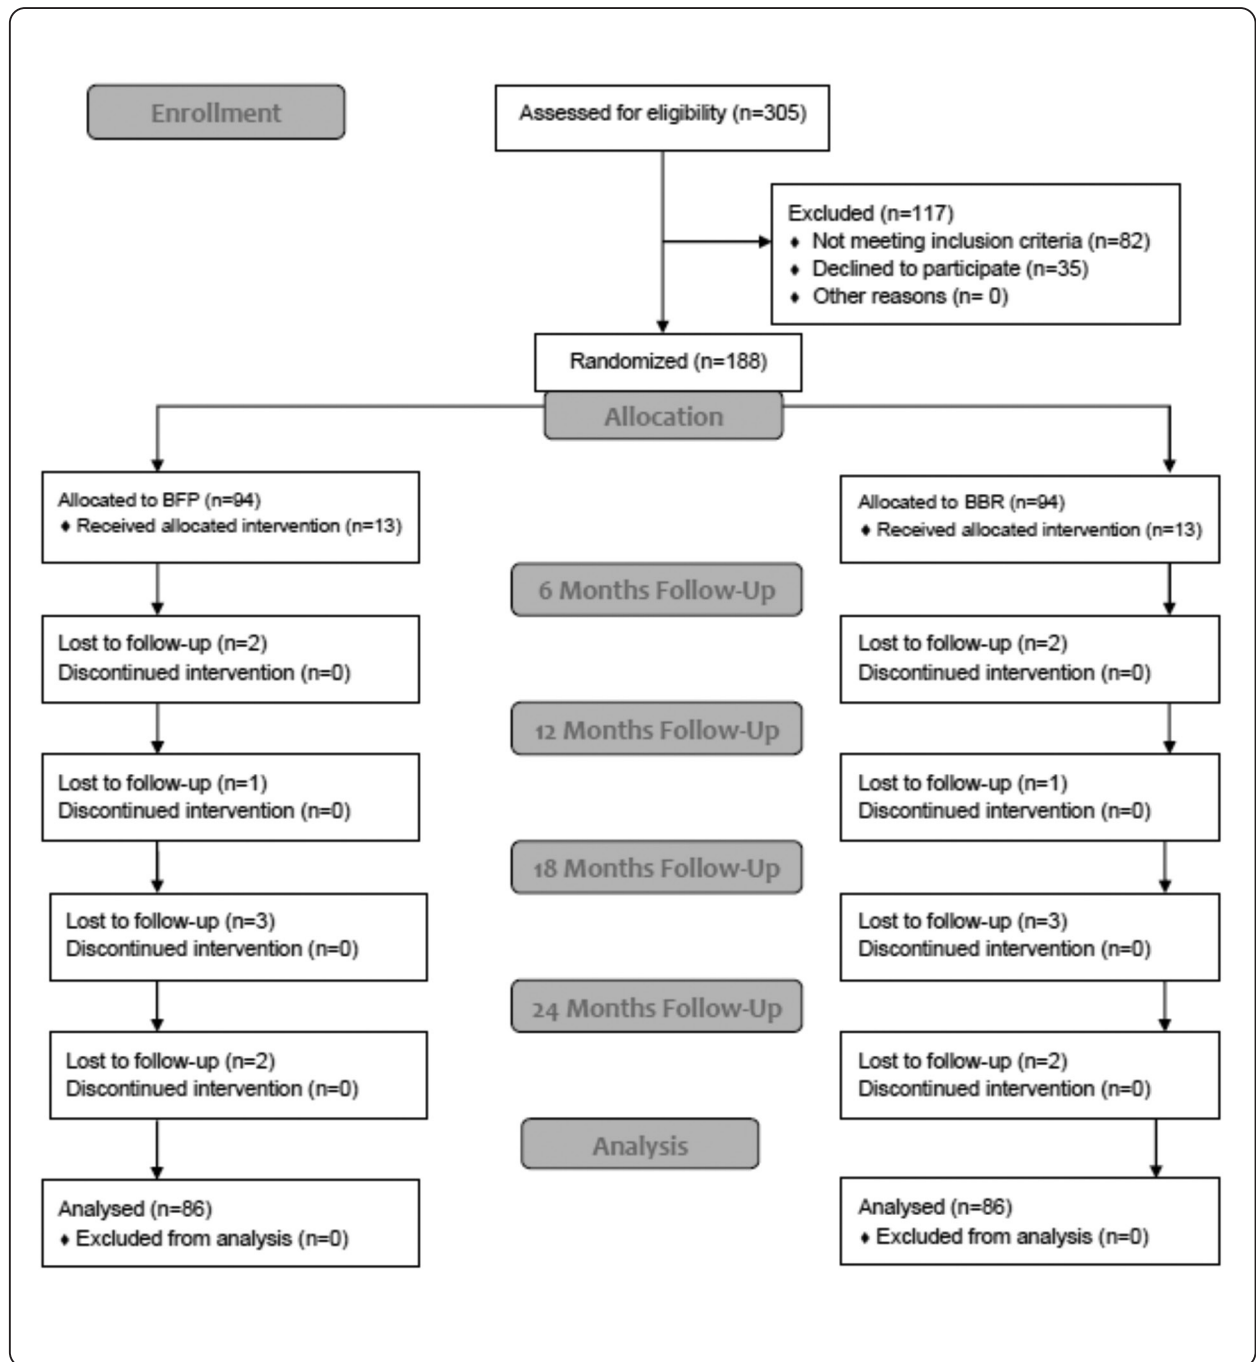 Enrollment
Assessed for eligibility (n=305)
Excluded (n=117)
♦ Not meeting inclusion criteria (n=82)
♦ Declined to participate (n=35)
♦ Other reasons (n= 0)
Randomized (n=188)
Allocation
Allocated to BFP (n=94)
♦ Received allocated intervention (n=13)
Allocated to BBR (n=94)
♦ Received allocated intervention (n=13)
6 Months Follow-Up
Lost to follow-up (n=2)
Discontinued intervention (n=0)
Lost to follow-up (n=2)
Discontinued intervention (n=0)
12 Months Follow-Up
Lost to follow-up (n=1)
Discontinued intervention (n=0)
Lost to follow-up (n=1)
Discontinued intervention (n=0)
18 Months Follow-Up
Lost to follow-up (n=3)
Discontinued intervention (n=0)
Lost to follow-up (n=3)
Discontinued intervention (n=0)
24 Months Follow-Up
Lost to follow-up (n=2)
Discontinued intervention (n=0)
Lost to follow-up (n=2)
Discontinued intervention (n=0)
Analysis
Analysed (n=86)
♦ Excluded from analysis (n=0)
Analysed (n=86)
♦ Excluded from analysis (n=0)